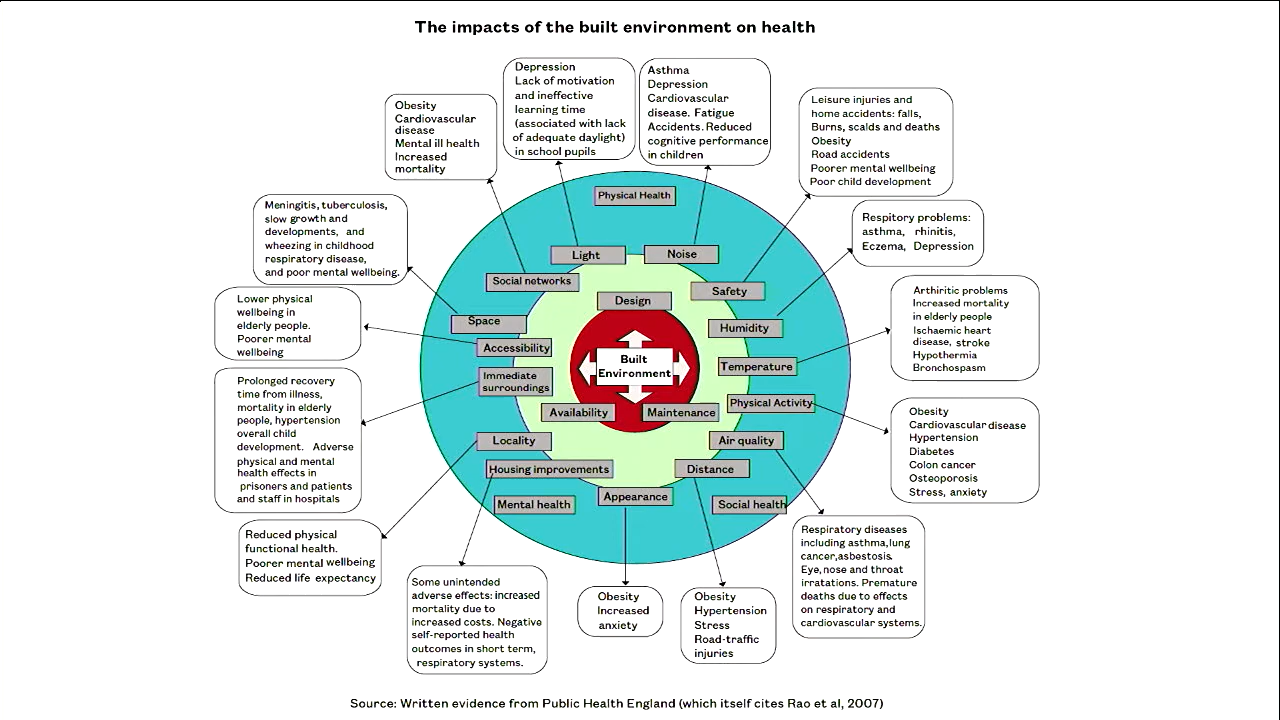 The impacts of the built environment on health
Depression
Lack of motivation
and ineffective
learning time
(associated with lack
of adequate daylight)
in school pupils
Asthma
Depression
Cardiovascular
disease. Fatigue
Accidents. Reduced
cognitive performance
in children
Obesity
Cardiovascular
disease
Mental ill health
Increased
mortality
Leisure injuries and
home accidents: falls,
Burns, scalds and deaths
Obesity
Road accidents
Poorer mental wellbeing
Poor child development
Meningitis, tuberculosis,
slow growth and
developments, and
wheezing in childhood
respiratory disease,
and poor mental wellbeing.
Respitory problems:
asthma, rhinitis,
Eczema, Depression
Lower physical
wellbeing in
elderly people.
Poorer mental
wellbeing
Arthiritic problems
Increased mortality
in elderly people
Ischaemic heart
disease, stroke
Hypothermia
Bronchospasm
Prolonged recovery
time from illness,
mortality in elderly
people, hypertension
overall child
development. Adverse
physical and mental
health effects in
prisoners and patients
and staff in hospitals
Obesity
Cardiovascular disease
Hypertension
Diabetes
Colon cancer
Osteoporosis
Stress, anxiety
Reduced physical
functional health.
Poorer mental wellbeing
Reduced life expectancy
Respiratory diseases
including asthma,lung
cancer,asbestosis.
Eye, nose and throat
irratations. Premature
deaths due to effects
on respiratory and
cardiovascular systems.
Some unintended
adverse effects: increased
mortality due to
increased costs. Negative
self-reported health
outcomes in short term,
respiratory systems.
Obesity
Increased
anxiety
Obesity
Hypertension
Stress
Road-traffic
injuries
Physical Health
Light
Noise
Social networks
Safety
Design
Space
Humidity
Accessibility
Built
Environment
Temperature
Immediate
surroundings
Physical Activity
Availability
Maintenance
Locality
Air quality
Housing improvements
Distance
Mental health
Appearance
Social health
Source: Written evidence from Public Health England (which itself cites Rao et al, 2007)